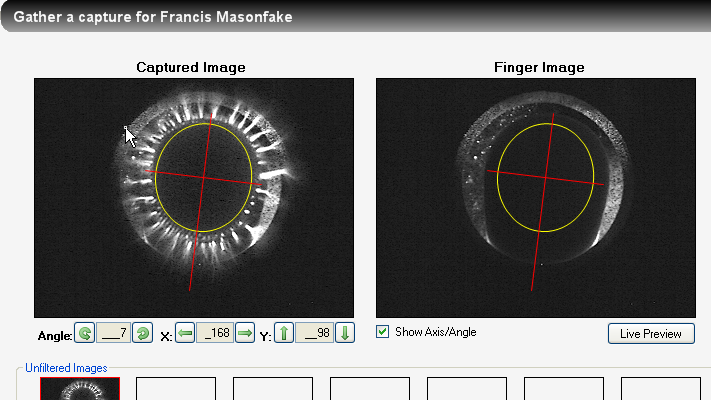 Gather a capture for Francis Masonfake
Captured Image
Finger Image
Angle: ___7 X: _168 Y: __98
Show Axis/Angle
Live Preview
Unfiltered Images